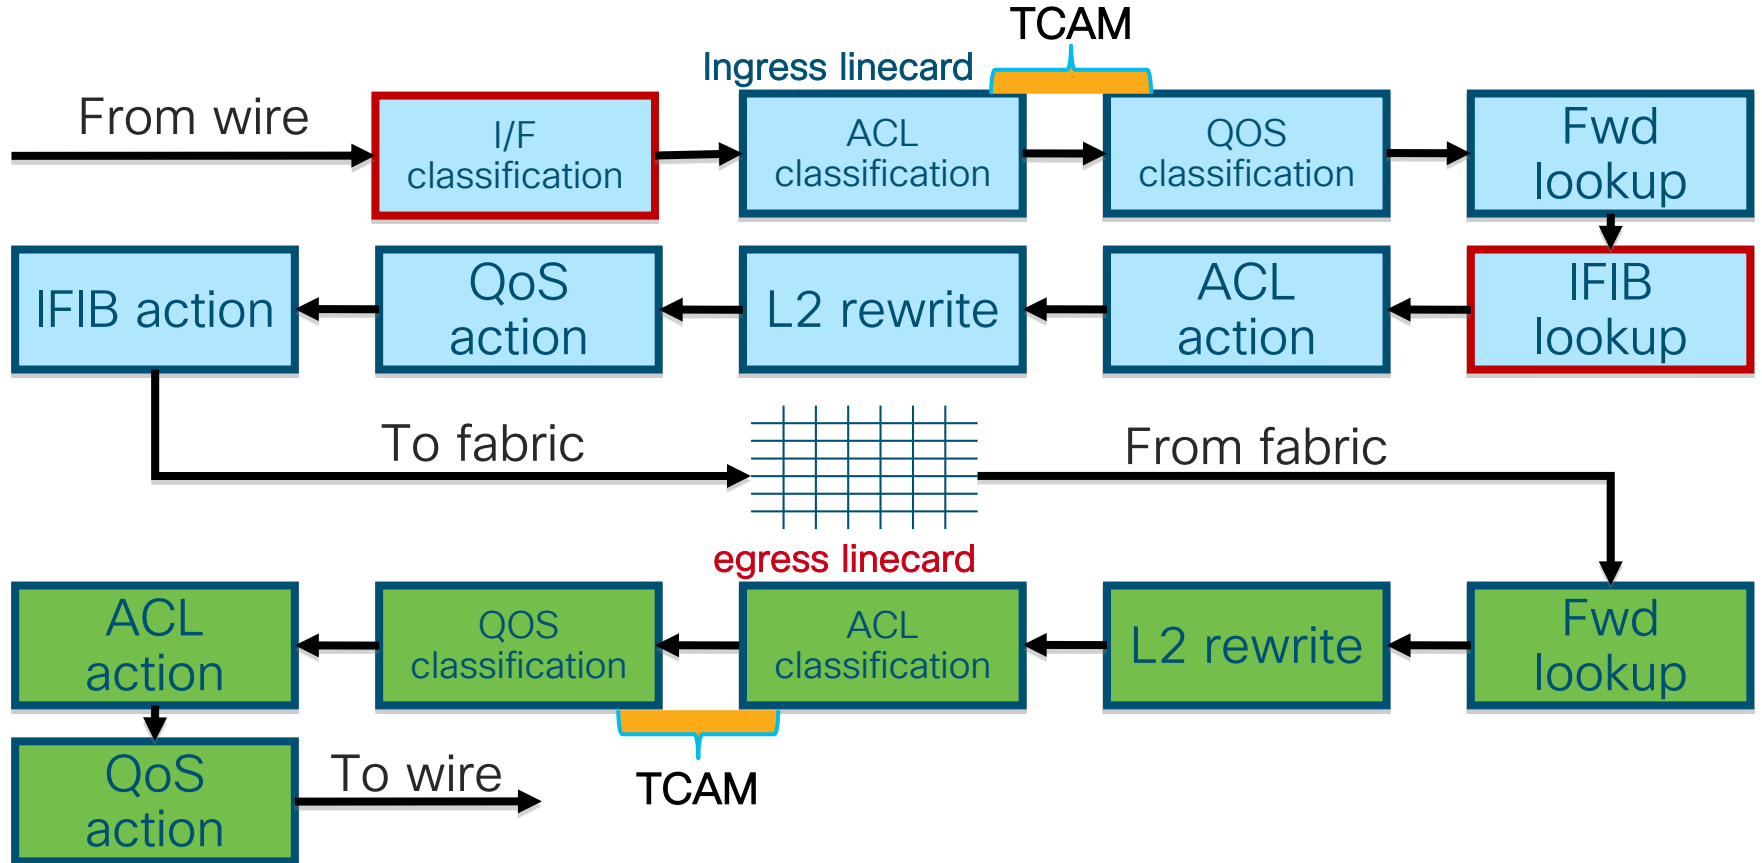 TCAM
Ingress linecard
From wire
I/F
classification
ACL
classification
QOS
classification
Fwd
lookup
IFIB action
QoS
action
L2 rewrite
ACL
action
IFIB
lookup
To fabric
From fabric
egress linecard
ACL
action
QOS
classification
ACL
classification
L2 rewrite
Fwd
lookup
QoS
action
To wire
TCAM